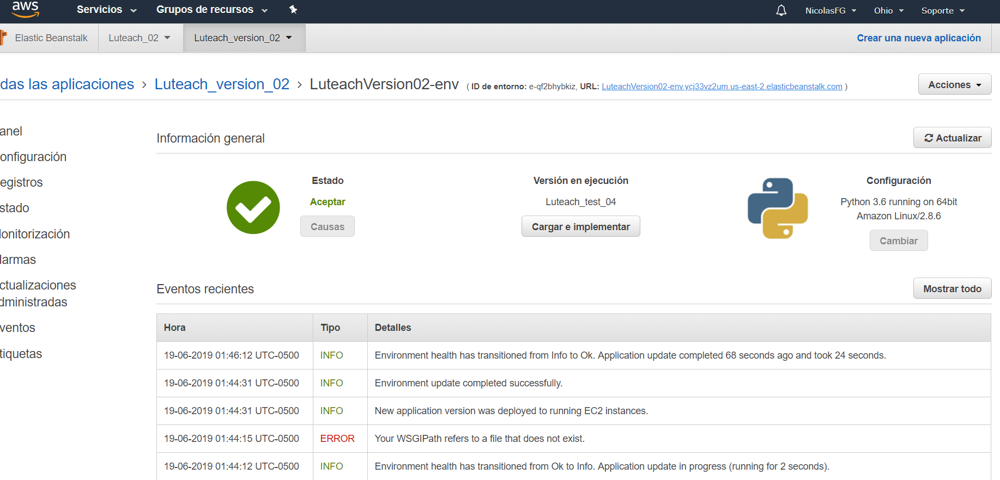 aws Servicios Grupos de recursos NicolasFG Ohio Soporte
Elastic Beanstalk Luteach_02 Luteach_version_02 Crear una nueva aplicación
das las aplicaciones > Luteach_version_02 > LuteachVersion02-env ( ID de entorno: e-qf2bhybkiz, URL: LuteachVersion02-env.ycj33vz2um.us-east-2.elasticbeanstalk.com )
Acciones
anel
onfiguración
egistros
stado
onitorización
larmas
ctualizaciones
dministradas
ventos
tiquetas
Información general
Actualizar
Estado
Aceptar
Causas
Versión en ejecución
Luteach_test_04
Cargar e implementar
Configuración
Python 3.6 running on 64bit
Amazon Linux/2.8.6
Cambiar
Eventos recientes
Mostrar todo
Hora Tipo Detalles
19-06-2019 01:46:12 UTC-0500 INFO Environment health has transitioned from Info to Ok. Application update completed 68 seconds ago and took 24 seconds.
19-06-2019 01:44:31 UTC-0500 INFO Environment update completed successfully.
19-06-2019 01:44:31 UTC-0500 INFO New application version was deployed to running EC2 instances.
19-06-2019 01:44:15 UTC-0500 ERROR Your WSGIPath refers to a file that does not exist.
19-06-2019 01:44:12 UTC-0500 INFO Environment health has transitioned from Ok to Info. Application update in progress (running for 2 seconds).